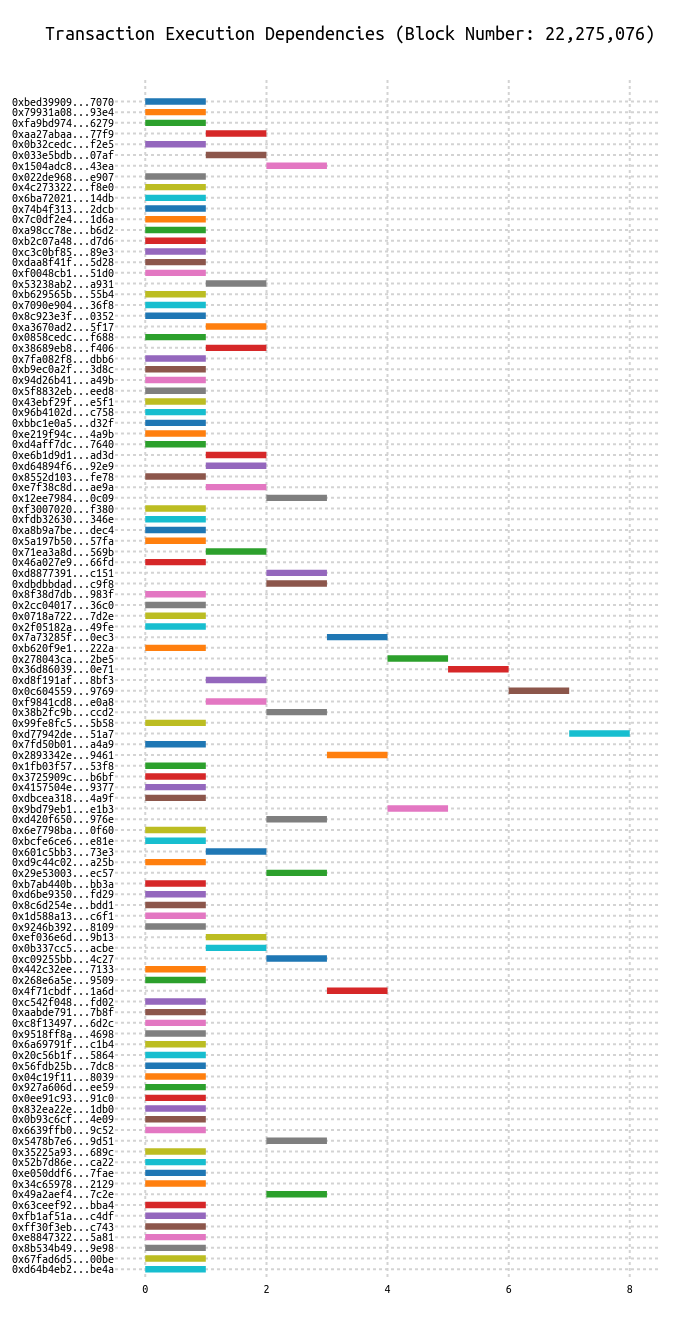 Transaction Execution Dependencies (Block Number: 22,275,076)
0xbed39909...7070
0x79931a08...93e4
0xfa9bd974...6279
0xaa27abaa...77f9
0x0b32cedc...f2e5
0x033e5bdb...07af
0x1504adc8...43ea
0x022de968...e907
0x4c273322...f8e0
0x6ba72021...14db
0x74b4f313...2dcb
0x7c0df2e4...1d6a
0xa98cc78e...b6d2
0xb2c07a48...d7d6
0xc3c0bf85...89e3
0xdaa8f41f...5d28
0xf0048cb1...51d0
0x53238ab2...a931
0xb629565b...55b4
0x7090e904...36f8
0x8c923e3f...0352
0xa3670ad2...5f17
0x0858cedc...f688
0x38689eb8...f406
0x7fa082f8...dbb6
0xb9ec0a2f...3d8c
0x94d26b41...a49b
0x5f8832eb...eed8
0x43ebf29f...e5f1
0x96b4102d...c758
0xbbc1e0a5...d32f
0xe219f94c...4a9b
0xd4aff7dc...7640
0xe6b1d9d1...ad3d
0xd64894f6...92e9
0x8552d103...fe78
0xe7f38c8d...ae9a
0x12ee7984...0c09
0xf3007020...f380
0xfdb32630...346e
0xa8b9a7be...dec4
0x5a197b50...57fa
0x71ea3a8d...569b
0x46a027e9...66fd
0xd8877391...c151
0xdbdbbdad...c9f8
0x8f38d7db...983f
0x2cc04017...36c0
0x0718a722...7d2e
0x2f05182a...49fe
0x7a73285f...0ec3
0xb620f9e1...222a
0x278043ca...2be5
0x36d86039...0e71
0xd8f191af...8bf3
0x0c604559...9769
0xf9841cd8...e0a8
0x38b2fc9b...ccd2
0x99fe8fc5...5b58
0xd77942de...51a7
0x7fd50b01...a4a9
0x2893342e...9461
0x1fb03f57...53f8
0x3725909c...b6bf
0x4157504e...9377
0xdbcea318...4a9f
0x9bd79eb1...e1b3
0xd420f650...976e
0x6e7798ba...0f60
0xbcfe6ce6...e81e
0x601c5bb3...73e3
0xd9c44c02...a25b
0x29e53003...ec57
0xb7ab440b...bb3a
0xd6be9350...fd29
0x8c6d254e...bdd1
0x1d588a13...c6f1
0x9246b392...8109
0xef036e6d...9b13
0x0b337cc5...acbe
0xc09255bb...4c27
0x442c32ee...7133
0x268e6a5e...9509
0x4f71cbdf...1a6d
0xc542f048...fd02
0xaabde791...7b8f
0xc8f13497...6d2c
0x9518ff8a...4698
0x6a69791f...c1b4
0x20c56b1f...5864
0x56fdb25b...7dc8
0x04c19f11...8039
0x927a606d...ee59
0x0ee91c93...91c0
0x832ea22e...1db0
0x0b93c6cf...4e09
0x6639ffb0...9c52
0x5478b7e6...9d51
0x35225a93...689c
0x52b7d86e...ca22
0xe050ddf6...7fae
0x34c65978...2129
0x49a2aef4...7c2e
0x63ceef92...bba4
0xfb1af51a...c4df
0xff30f3eb...c743
0xe8847322...5a81
0x8b534b49...9e98
0x67fad6d5...00be
0xd64b4eb2...be4a
0 2 4 6 8